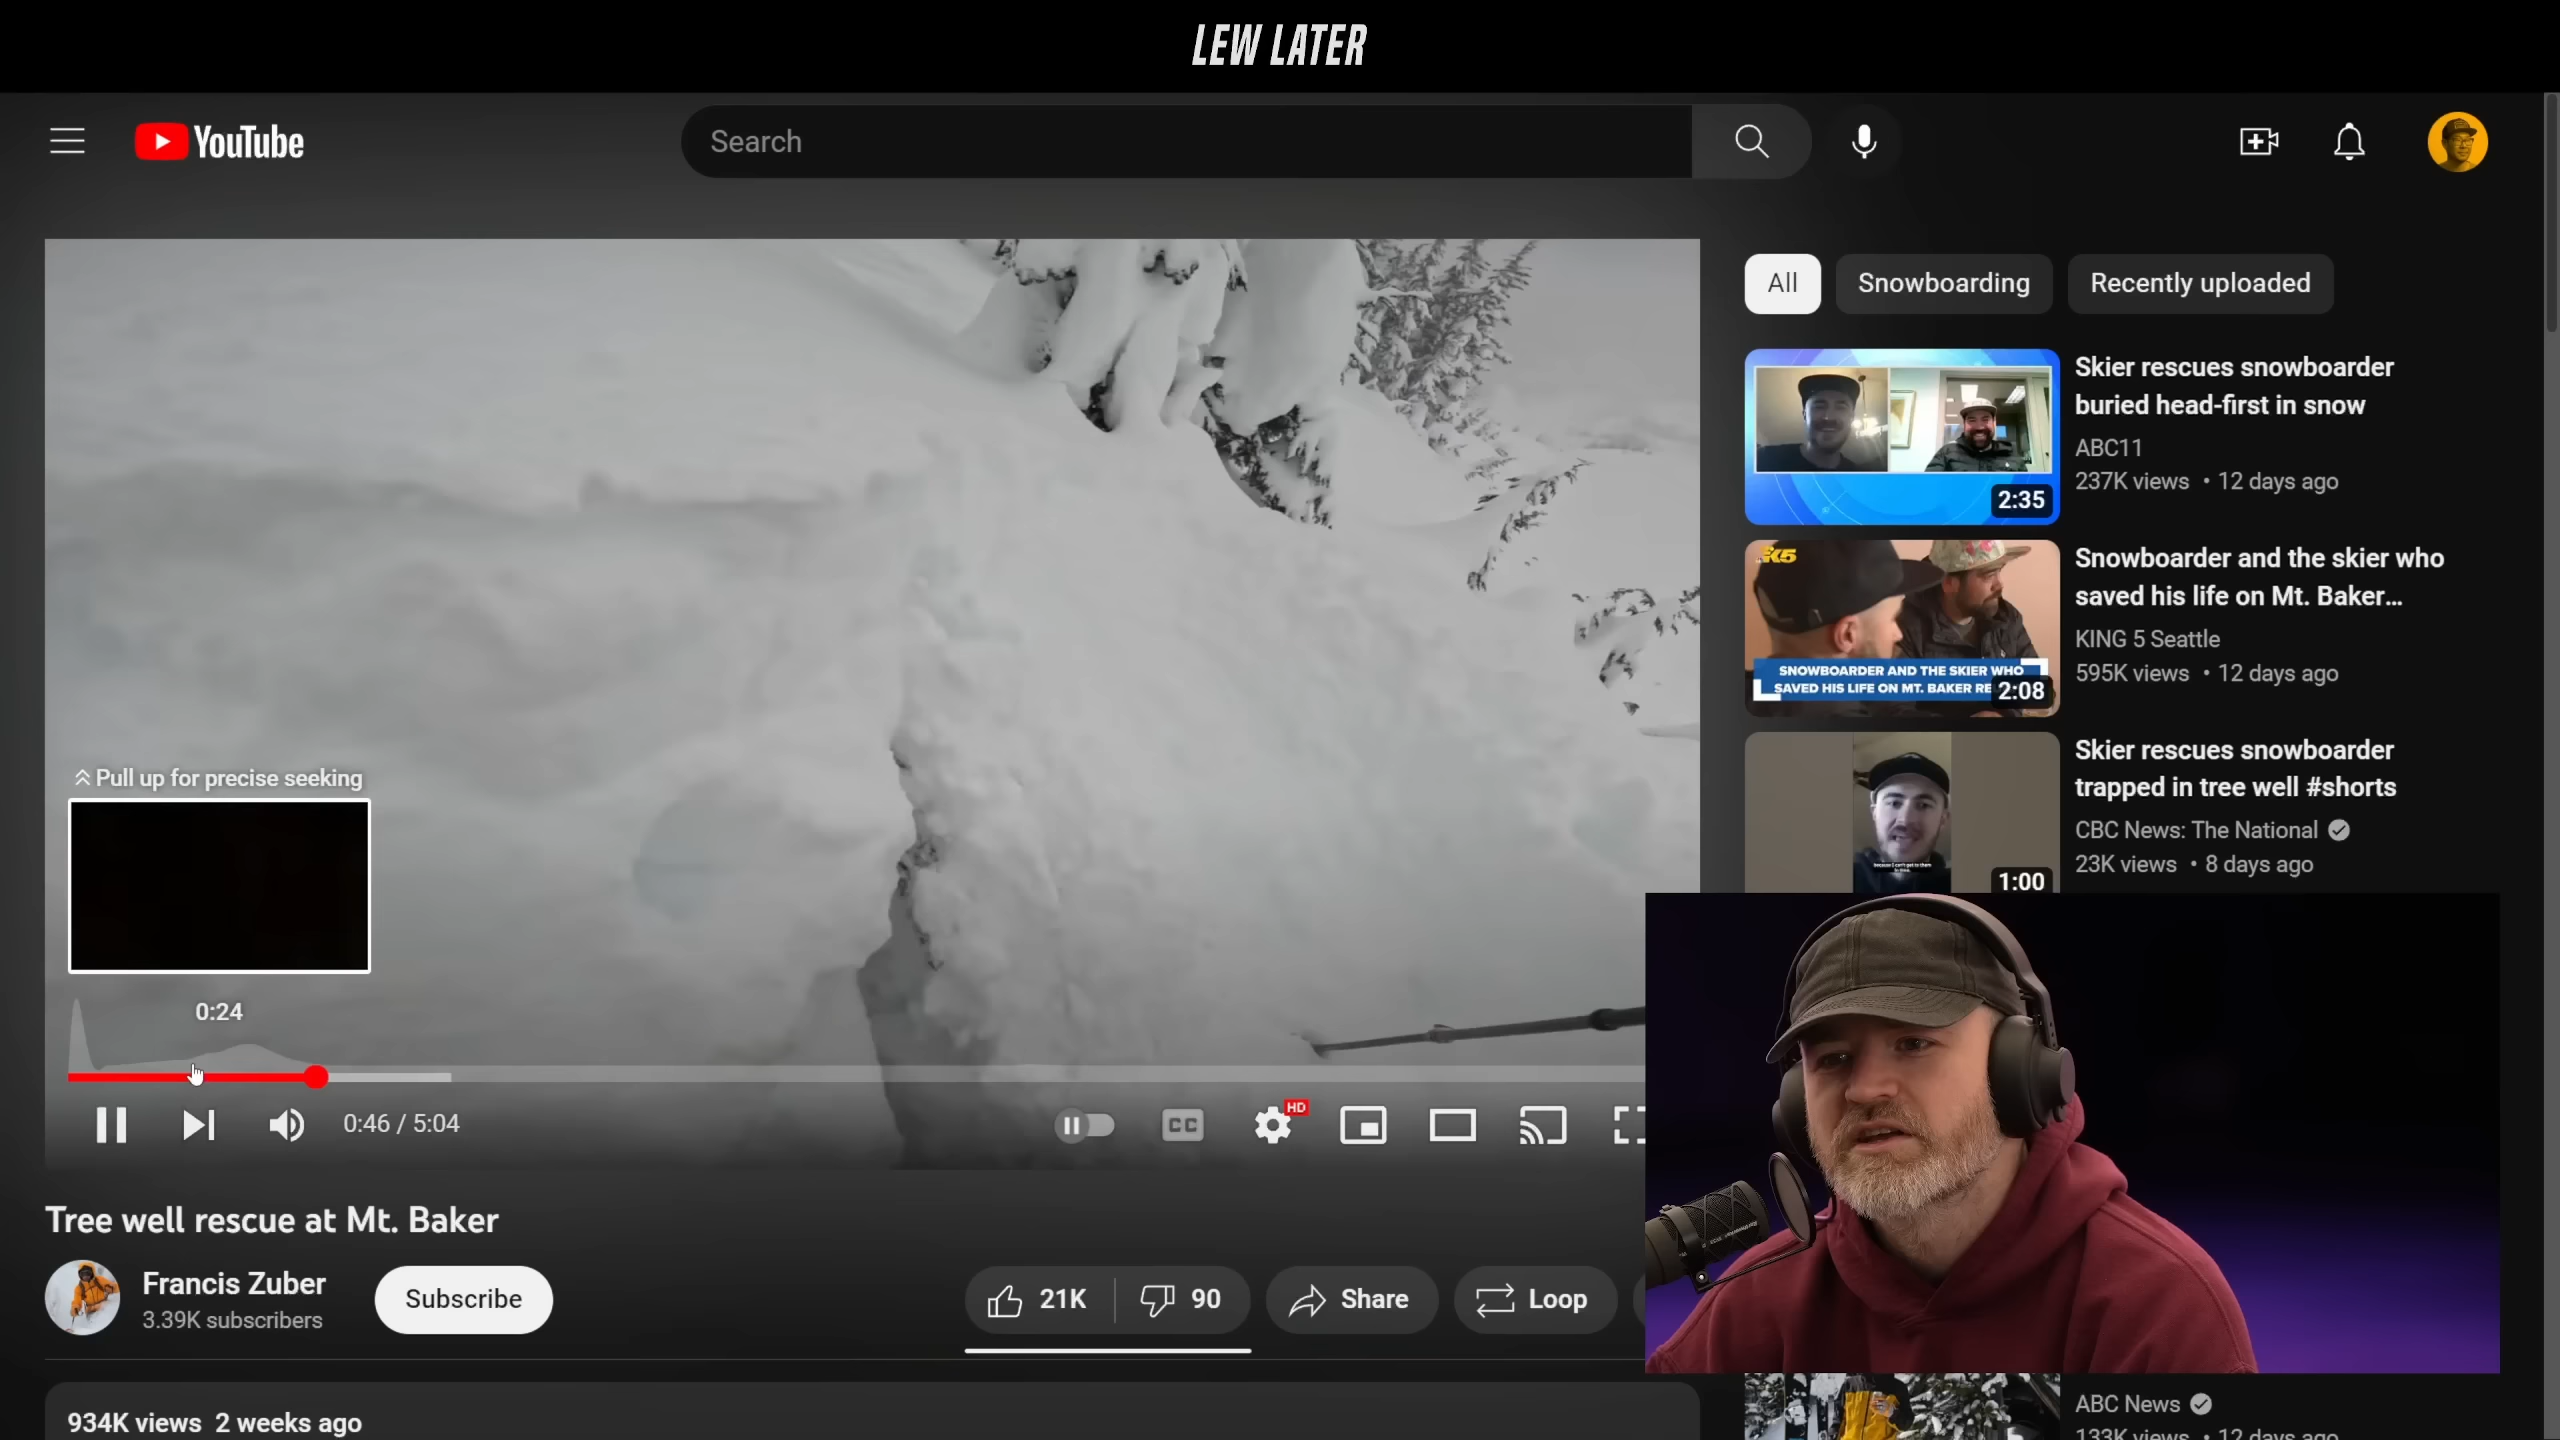 LEW LATER
YouTube
Search
All
Snowboarding
Recently uploaded
Skier rescues snowboarder
buried head-first in snow
ABC11
237K views • 12 days ago
2:35
K5
SNOWBOARDER AND THE SKIER WHO
SAVED HIS LIFE ON MT. BAKER RE
2:08
Snowboarder and the skier who
saved his life on Mt. Baker...
KING 5 Seattle
595K views • 12 days ago
1:00
Skier rescues snowboarder
trapped in tree well #shorts
CBC News: The National
23K views • 8 days ago
Pull up for precise seeking
0:24
0:46 / 5:04
CC
HD
Tree well rescue at Mt. Baker
Francis Zuber
3.39K subscribers
Subscribe
21K
90
Share
Loop
934K views 2 weeks ago
ABC News
133K views • 12 days ago